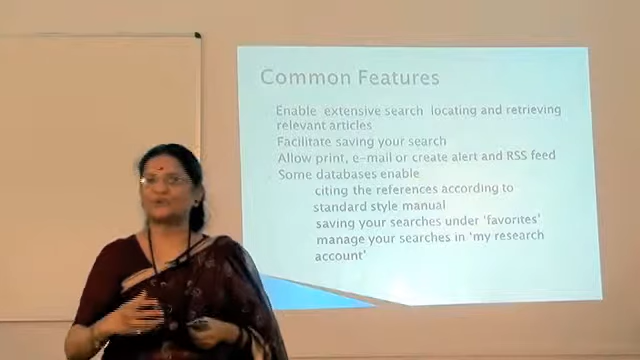 Common Features
Enable extensive search locating and retrieving
relevant articles
Facilitate saving your search
Allow print, e-mail or create alert and RSS feed
Some databases enable
citing the references according to
standard style manual
saving your searches under ‘favorites’
manage your searches in ‘my research
account’